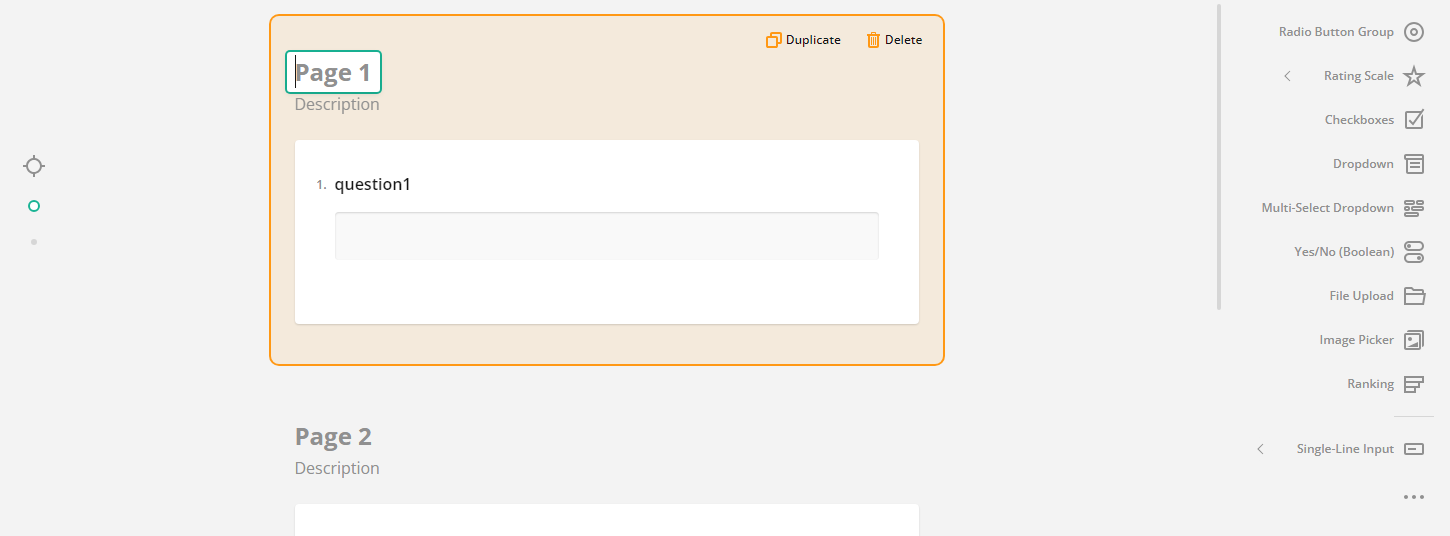 Duplicate
Delete
Page 1
Description
1. question1
Page 2
Description
Radio Button Group
Rating Scale
Checkboxes
Dropdown
Multi-Select Dropdown
Yes/No (Boolean)
File Upload
Image Picker
Ranking
Single-Line Input